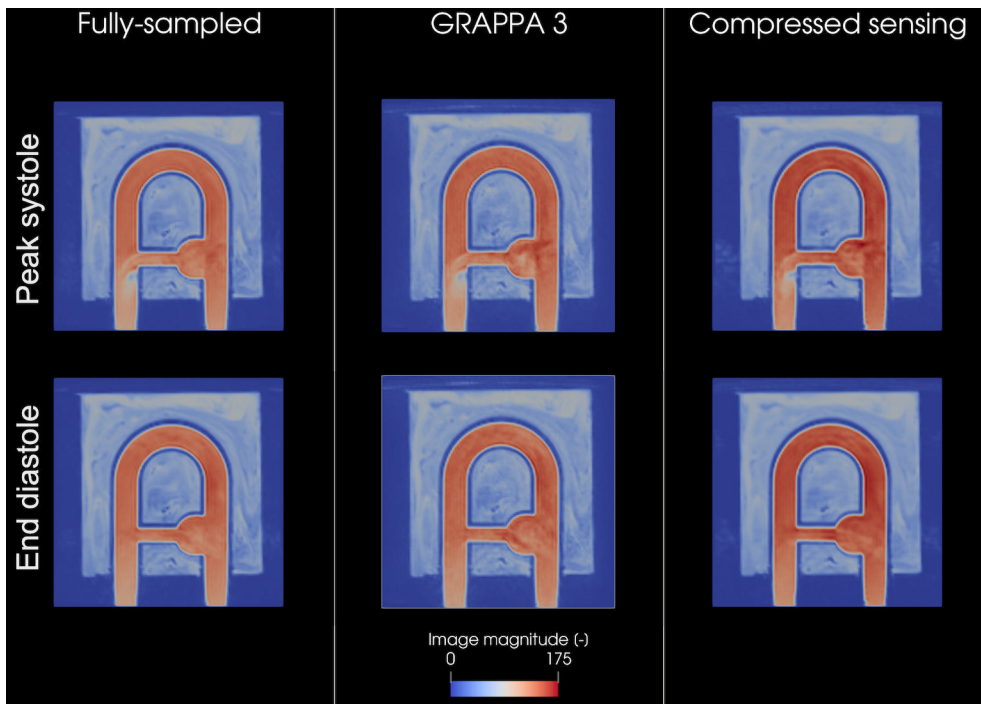 Fully-sampled
GRAPPA 3
Compressed sensing
Peak systole
End diastole
Image magnitude (-)
0
175